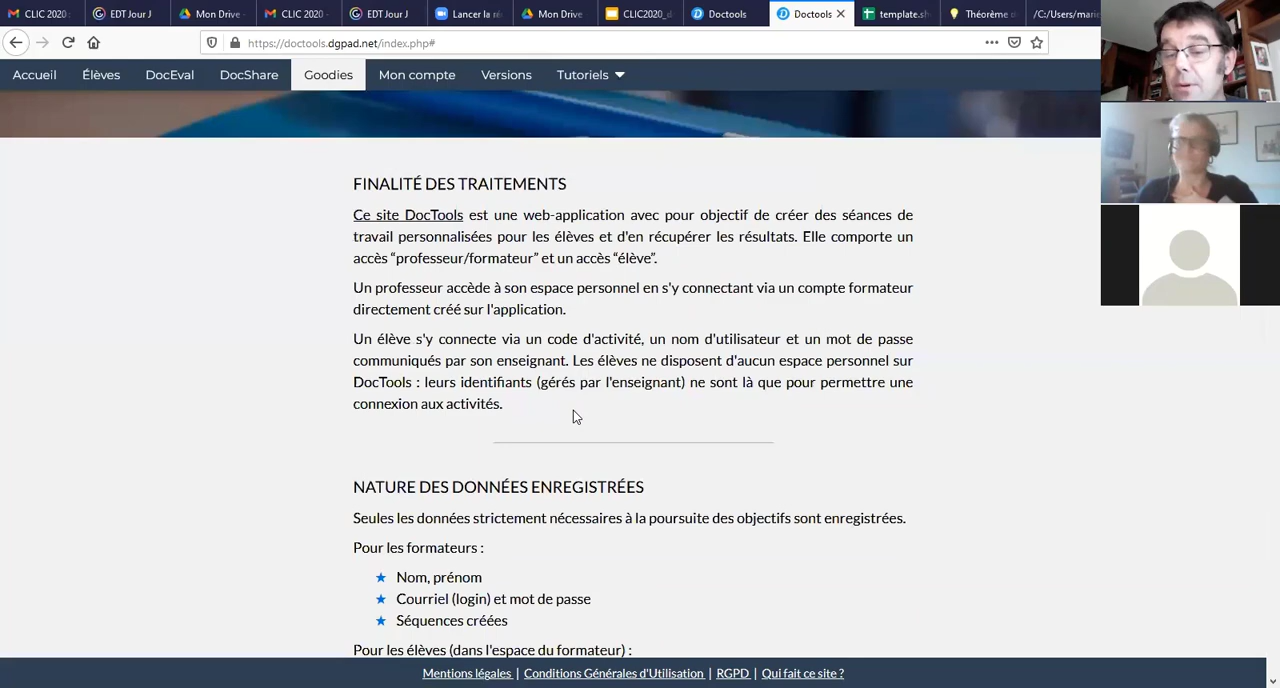 CLIC 2020
EDT Jour J
Mon Drive
CLIC 2020
EDT Jour J
Lancer la ré
Mon Drive
CLIC2020_d
Doctools
Doctools
template.sh
Théorème d
/C:/Users/marie
https://doctools.dgpad.net/index.php#
Accueil
Élèves
DocEval
DocShare
Goodies
Mon compte
Versions
Tutoriels
FINALITÉ DES TRAITEMENTS
Ce site DocTools est une web-application avec pour objectif de créer des séances de
travail personnalisées pour les élèves et d'en récupérer les résultats. Elle comporte un
accès “professeur/formateur” et un accès “élève”.
Un professeur accède à son espace personnel en s'y connectant via un compte formateur
directement créé sur l'application.
Un élève s'y connecte via un code d'activité, un nom d'utilisateur et un mot de passe
communiqués par son enseignant. Les élèves ne disposent d'aucun espace personnel sur
DocTools : leurs identifiants (gérés par l'enseignant) ne sont là que pour permettre une
connexion aux activités.
NATURE DES DONNÉES ENREGISTRÉES
Seules les données strictement nécessaires à la poursuite des objectifs sont enregistrées.
Pour les formateurs :
Nom, prénom
Courriel (login) et mot de passe
Séquences créées
Pour les élèves (dans l'espace du formateur) :
Mentions légales | Conditions Générales d'Utilisation | RGPD | Qui fait ce site ?